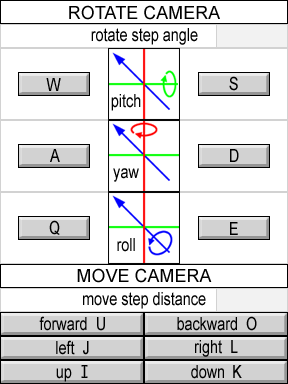 ROTATE CAMERA
rotate step angle
W pitch S
A yaw D
Q roll E
MOVE CAMERA
move step distance
forward U backward O
left J right L
up I down K